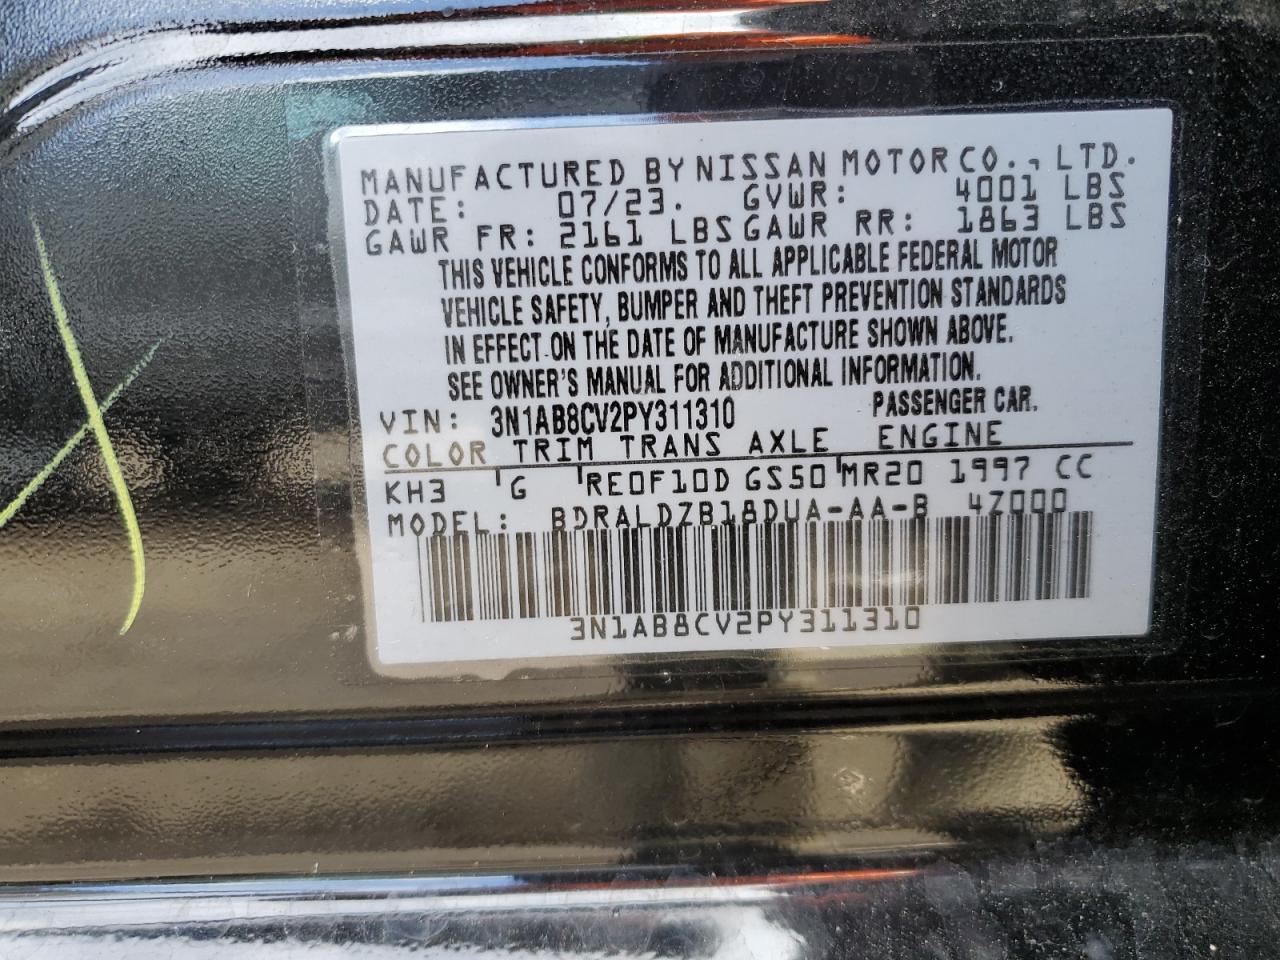 MANUFACTURED BY NISSAN MOTOR CO., LTD.
DATE: 07/23. GVWR: 4001 LBS
GAWR FR: 2161 LBS GAWR RR: 1863 LBS
THIS VEHICLE CONFORMS TO ALL APPLICABLE FEDERAL MOTOR
VEHICLE SAFETY, BUMPER AND THEFT PREVENTION STANDARDS
IN EFFECT ON THE DATE OF MANUFACTURE SHOWN ABOVE.
SEE OWNER'S MANUAL FOR ADDITIONAL INFORMATION.
VIN: 3N1AB8CV2PY311310 PASSENGER CAR.
COLOR TRIM TRANS AXLE ENGINE
KH3 G RE0F10D GS50 MR20 1997 CC
MODEL: BDRALDZB18DUA-AA-B 4Z000
3N1AB8CV2PY311310